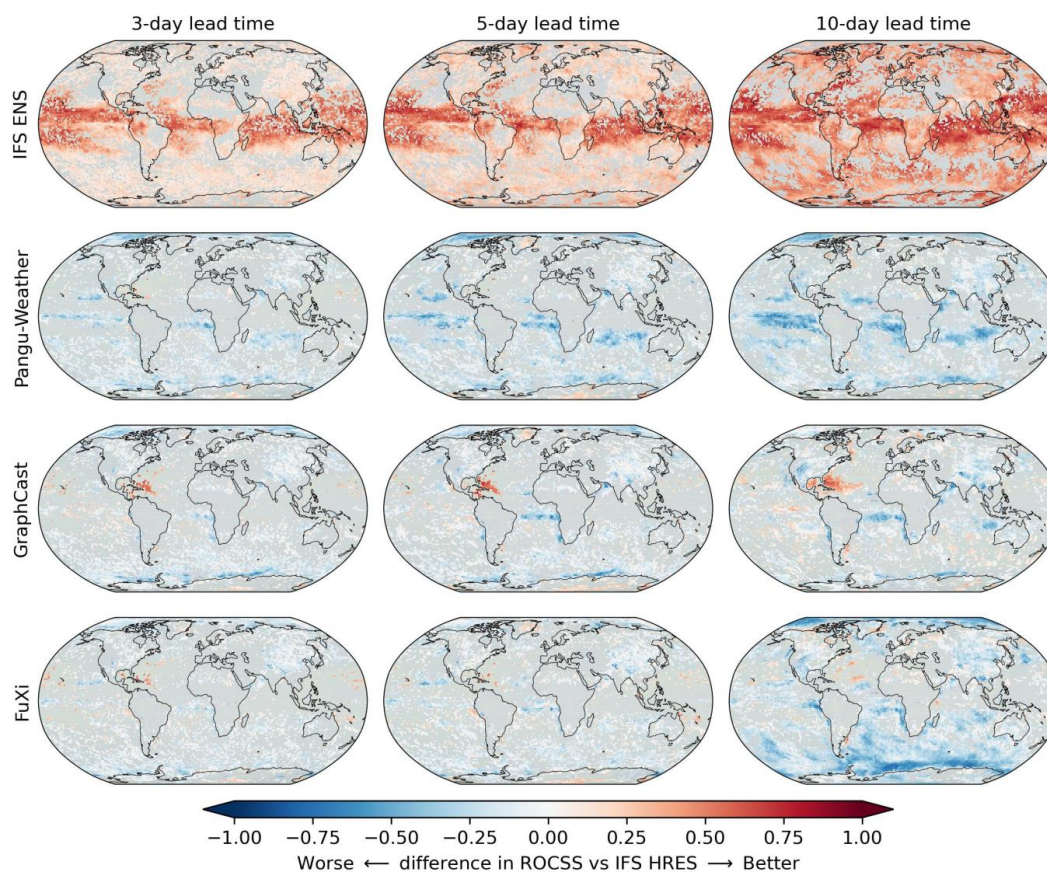 3-day lead time 5-day lead time 10-day lead time
IFS ENS
Pangu-Weather
GraphCast
FuXi
−1.00 −0.75 −0.50 −0.25 0.00 0.25 0.50 0.75 1.00
Worse ← difference in ROCSS vs IFS HRES → Better